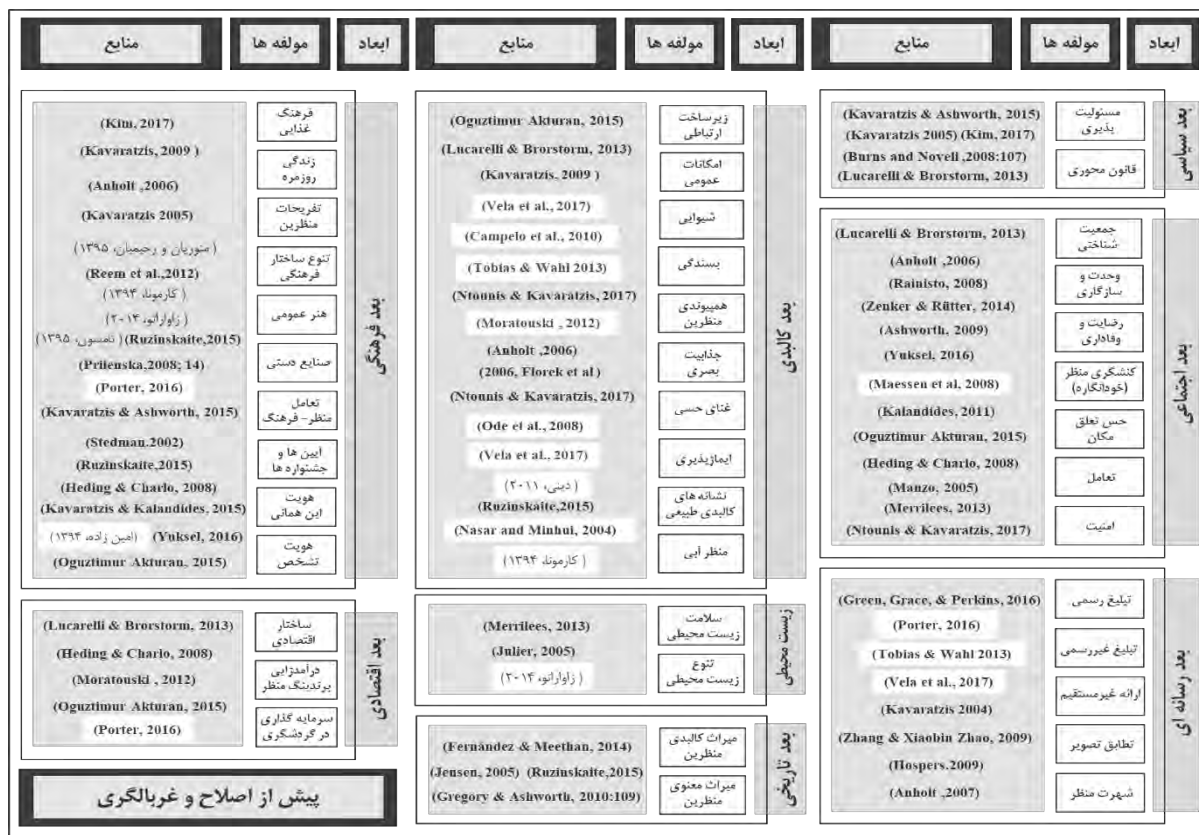 ابعاد
مولفه ها
منابع
بعد سیاسی
مسئولیت
پذیری
قانون محوری
(Kavaratzis & Ashworth, 2015)
(Kavaratzis 2005) (Kim, 2017)
(Burns and Novell ,2008:107)
(Lucarelli & Brorstorm, 2013)
بعد اجتماعی
جمعیت
شناختی
وحدت و
سازگاری
رضایت و
وفاداری
کنشگری منظر
(خودانگاره)
حس تعلق
مکان
تعامل
امنیت
(Lucarelli & Brorstorm, 2013)
(Anholt ,2006)
(Rainisto, 2008)
(Zenker & Rütter, 2014)
(Ashworth, 2009)
(Yuksel, 2016)
(Maessen et al, 2008)
(Kalandides, 2011)
(Oguztimur Akturan, 2015)
(Heding & Charlo, 2008)
(Manzo, 2005)
(Merrilees, 2013)
(Ntounis & Kavaratzis, 2017)
بعد رسانه ای
تبلیغ رسمی
تبلیغ غیررسمی
ارائه غیرمستقیم
تطابق تصویر
شهرت منظر
(Green, Grace, & Perkins, 2016)
(Porter, 2016)
(Tobias & Wahl 2013)
(Vela et al., 2017)
(Kavaratzis 2004)
(Zhang & Xiaobin Zhao, 2009)
(Hospers.2009)
(Anholt ,2007)
ابعاد
مولفه ها
منابع
بعد کالبدی
زیرساخت
ارتباطی
امکانات
عمومی
شیوایی
بسندگی
همپیوندی
منظرین
جذابیت
بصری
غنای حسی
ایماژپذیری
نشانه های
کالبدی طبیعی
منظر آبی
(Oguztimur Akturan, 2015)
(Lucarelli & Brorstorm, 2013)
(Kavaratzis. 2009 )
(Vela et al., 2017)
(Campelo et al., 2010)
(Tobias & Wahl 2013)
(Ntounis & Kavaratzis, 2017)
(Moratouski , 2012)
(Anholt ,2006)
(2006, Florek et al)
(Ntounis & Kavaratzis, 2017)
(Ode et al., 2008)
(Vela et al., 2017)
( دینی، ۲۰۱۱ )
(Ruzinskaite,2015)
(Nasar and Minhui, 2004)
( کارمونا، ۱۳۹۴ )
زیست محیطی
سلامت
زیست محیطی
تنوع
زیست محیطی
(Merrilees, 2013)
(Julier, 2005)
( زاواراتو، ۲۰۱۴ )
بعد تاریخی
میراث کالبدی
منظرین
میراث معنوی
منظرین
(Fernández & Meethan, 2014)
(Jensen, 2005) (Ruzinskaite,2015)
(Gregory & Ashworth, 2010:109)
ابعاد
مولفه ها
منابع
بعد فرهنگی
فرهنگ
غذایی
زندگی
روزمره
تفریحات
منظرین
تنوع ساختار
فرهنگی
هنر عمومی
صنایع دستی
تعامل
منظر- فرهنگ
آیین ها و
جشنواره ها
هویت
این همانی
هویت
تشخص
(Kim, 2017)
(Kavaratzis, 2009 )
(Anholt ,2006)
(Kavaratzis 2005)
( منوریان و رحیمیان، ۱۳۹۵ )
(Reem et al.,2012)
( کارمونا، ۱۳۹۴ )
( زاواراتو، ۲۰۱۴ )
(Ruzinskaite,2015) ( تامسون، ۱۳۹۵ )
(Prilenska,2008; 14)
(Porter, 2016)
(Kavaratzis & Ashworth, 2015)
(Stedman.2002)
(Ruzinskaite,2015)
(Heding & Charlo, 2008)
(Kavaratzis & Kalandides, 2015)
(Yuksel, 2016) (امین زاده، ۱۳۹۴ )
(Oguztimur Akturan, 2015)
بعد اقتصادی
ساختار
اقتصادی
درآمدزایی
برندینگ منظر
سرمایه گذاری
در گردشگری
(Lucarelli & Brorstorm, 2013)
(Heding & Charlo, 2008)
(Moratouski , 2012)
(Oguztimur Akturan, 2015)
(Porter, 2016)
پیش از اصلاح و غربالگری